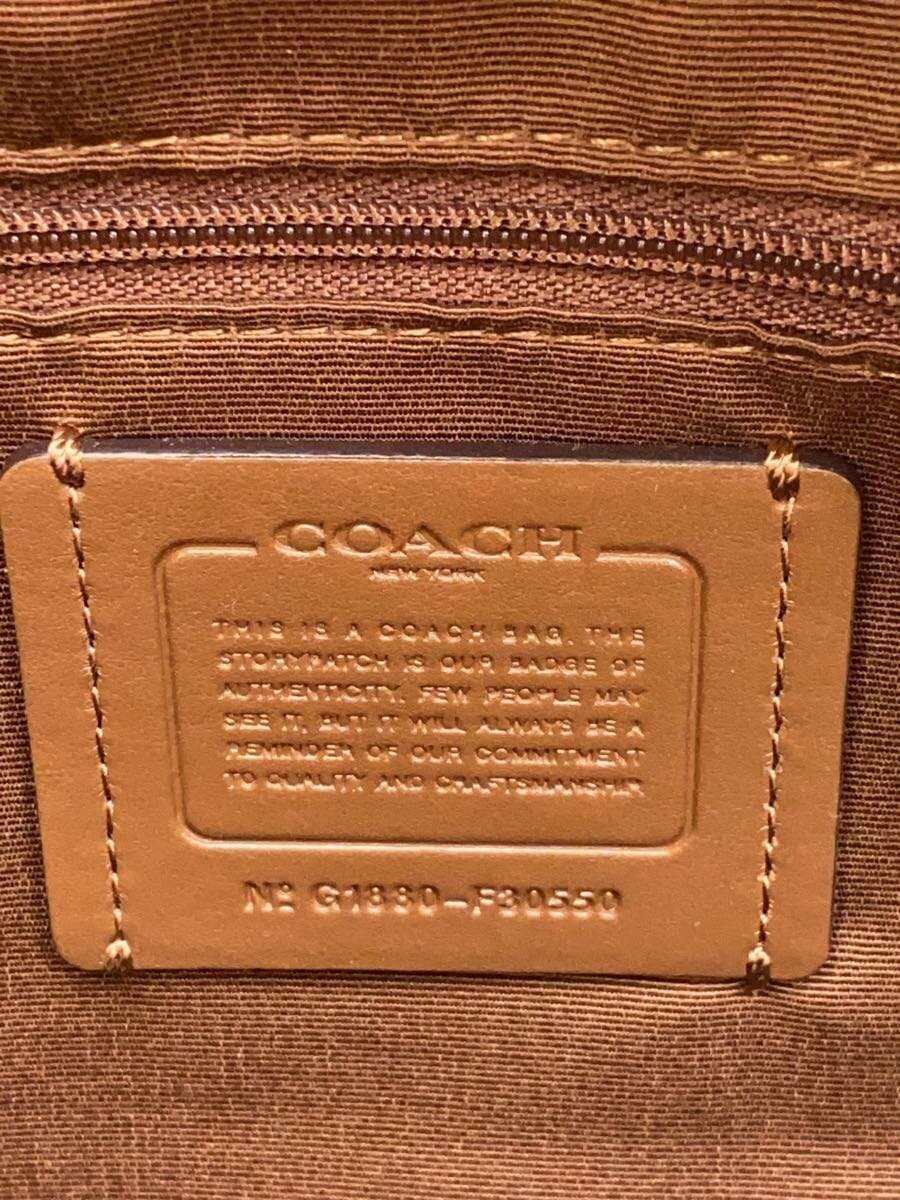 COACH
NEW YORK
THIS IS A COACH BAG. THE
STORYPATCH IS OUR BADGE OF
AUTHENTICITY. FEW PEOPLE MAY
SEE IT, BUT IT WILL ALWAYS BE A
REMINDER OF OUR COMMITMENT
TO QUALITY AND CRAFTSMANSHIP
Nº G1880-F30550